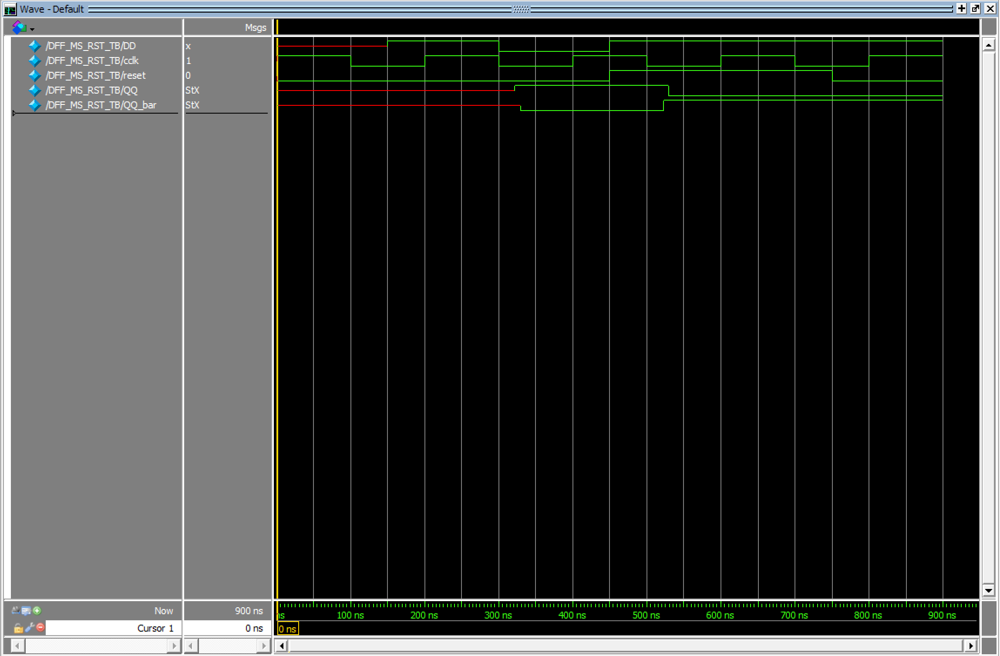 Wave - Default
Msgs
/DFF_MS_RST_TB/DD x
/DFF_MS_RST_TB/cclk 1
/DFF_MS_RST_TB/reset 0
/DFF_MS_RST_TB/QQ StX
/DFF_MS_RST_TB/QQ_bar StX
Now 900 ns ns 100 ns 200 ns 300 ns 400 ns 500 ns 600 ns 700 ns 800 ns 900 ns
Cursor 1 0 ns 0 ns